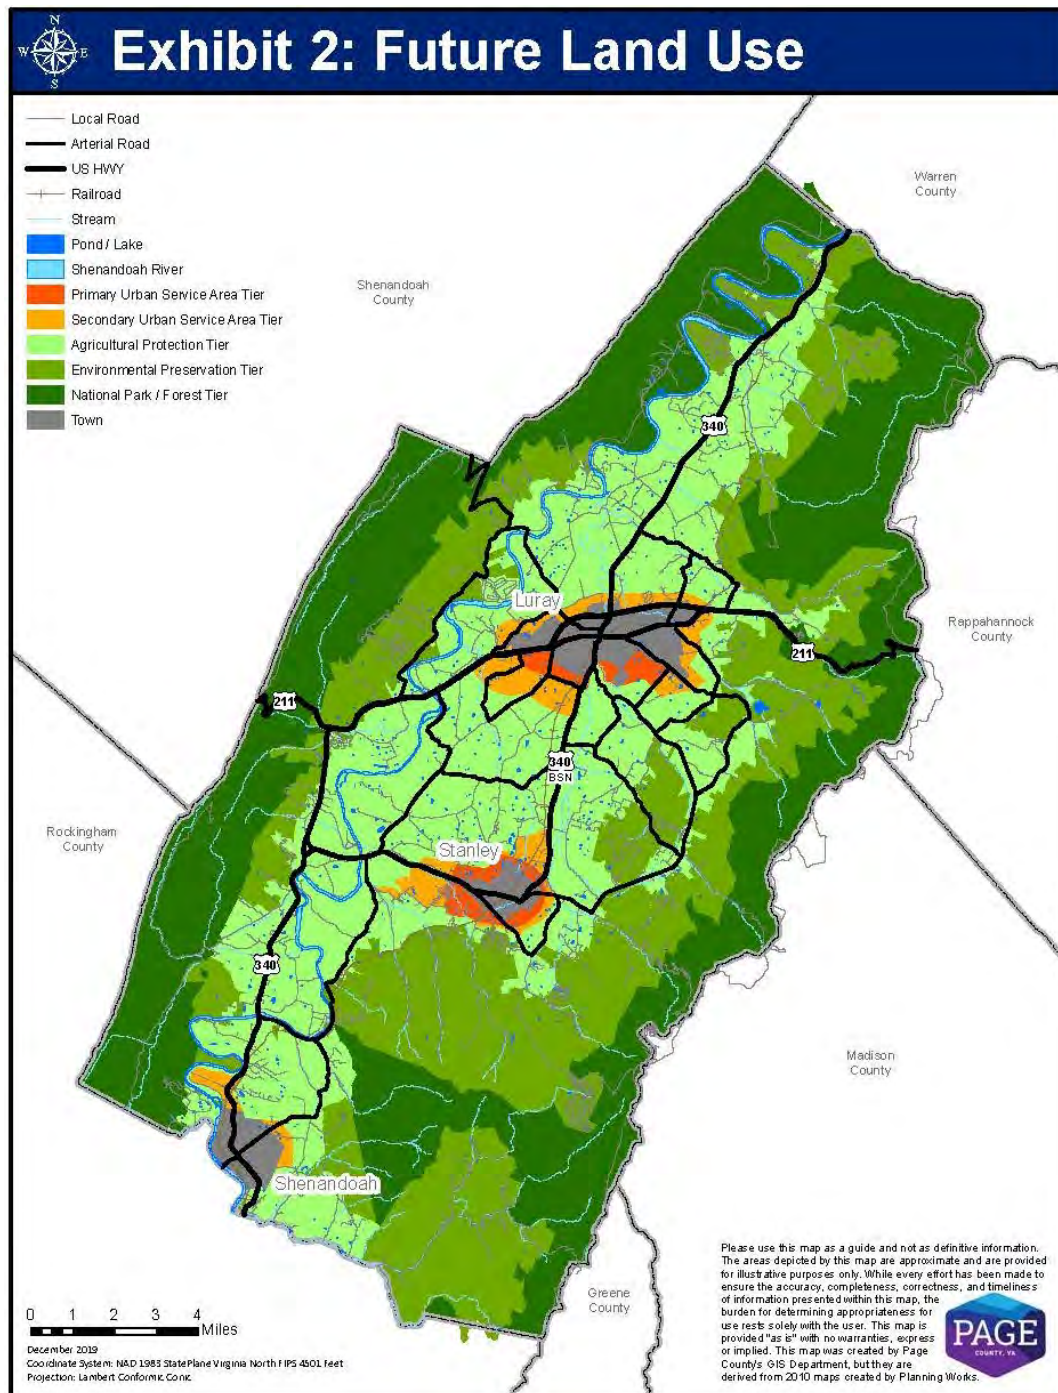 N
W E
S
Exhibit 2: Future Land Use
Local Road
Arterial Road
US HWY
Railroad
Stream
Pond / Lake
Shenandoah River
Primary Urban Service Area Tier
Secondary Urban Service Area Tier
Agricultural Protection Tier
Environmental Preservation Tier
National Park / Forest Tier
Town
Warren
County
Shenandoah
County
340
Luray
Rappahannock
County
211
211
340
BSN
Rockingham
County
Stanley
340
Madison
County
Shenandoah
Greene
County
0 1 2 3 4
Miles
December 2019
Coordinate System: NAD 1983 StatePlane Virginia North FIPS 4501 Feet
Projection: Lambert Conformic Conic
Please use this map as a guide and not as definitive information.
The areas depicted by this map are approximate and are provided
for illustrative purposes only. While every effort has been made to
ensure the accuracy, completeness, correctness, and timeliness
of information presented within this map, the
burden for determining appropriateness for
use rests solely with the user. This map is
provided "as is" with no warranties, express
or implied. This map was created by Page
County's GIS Department, but they are
derived from 2010 maps created by Planning Works.
PAGE
COUNTY, VA